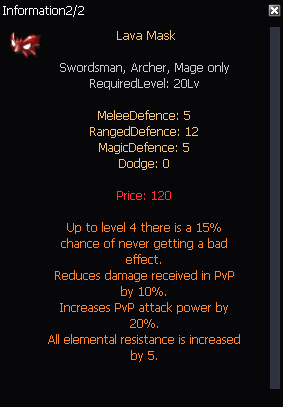 Information2/2
Lava Mask
Swordsman, Archer, Mage only
RequiredLevel: 20Lv
MeleeDefence: 5
RangedDefence: 12
MagicDefence: 5
Dodge: 0
Price: 120
Up to level 4 there is a 15%
chance of never getting a bad
effect.
Reduces damage received in PvP
by 10%.
Increases PvP attack power by
20%.
All elemental resistance is increased
by 5.